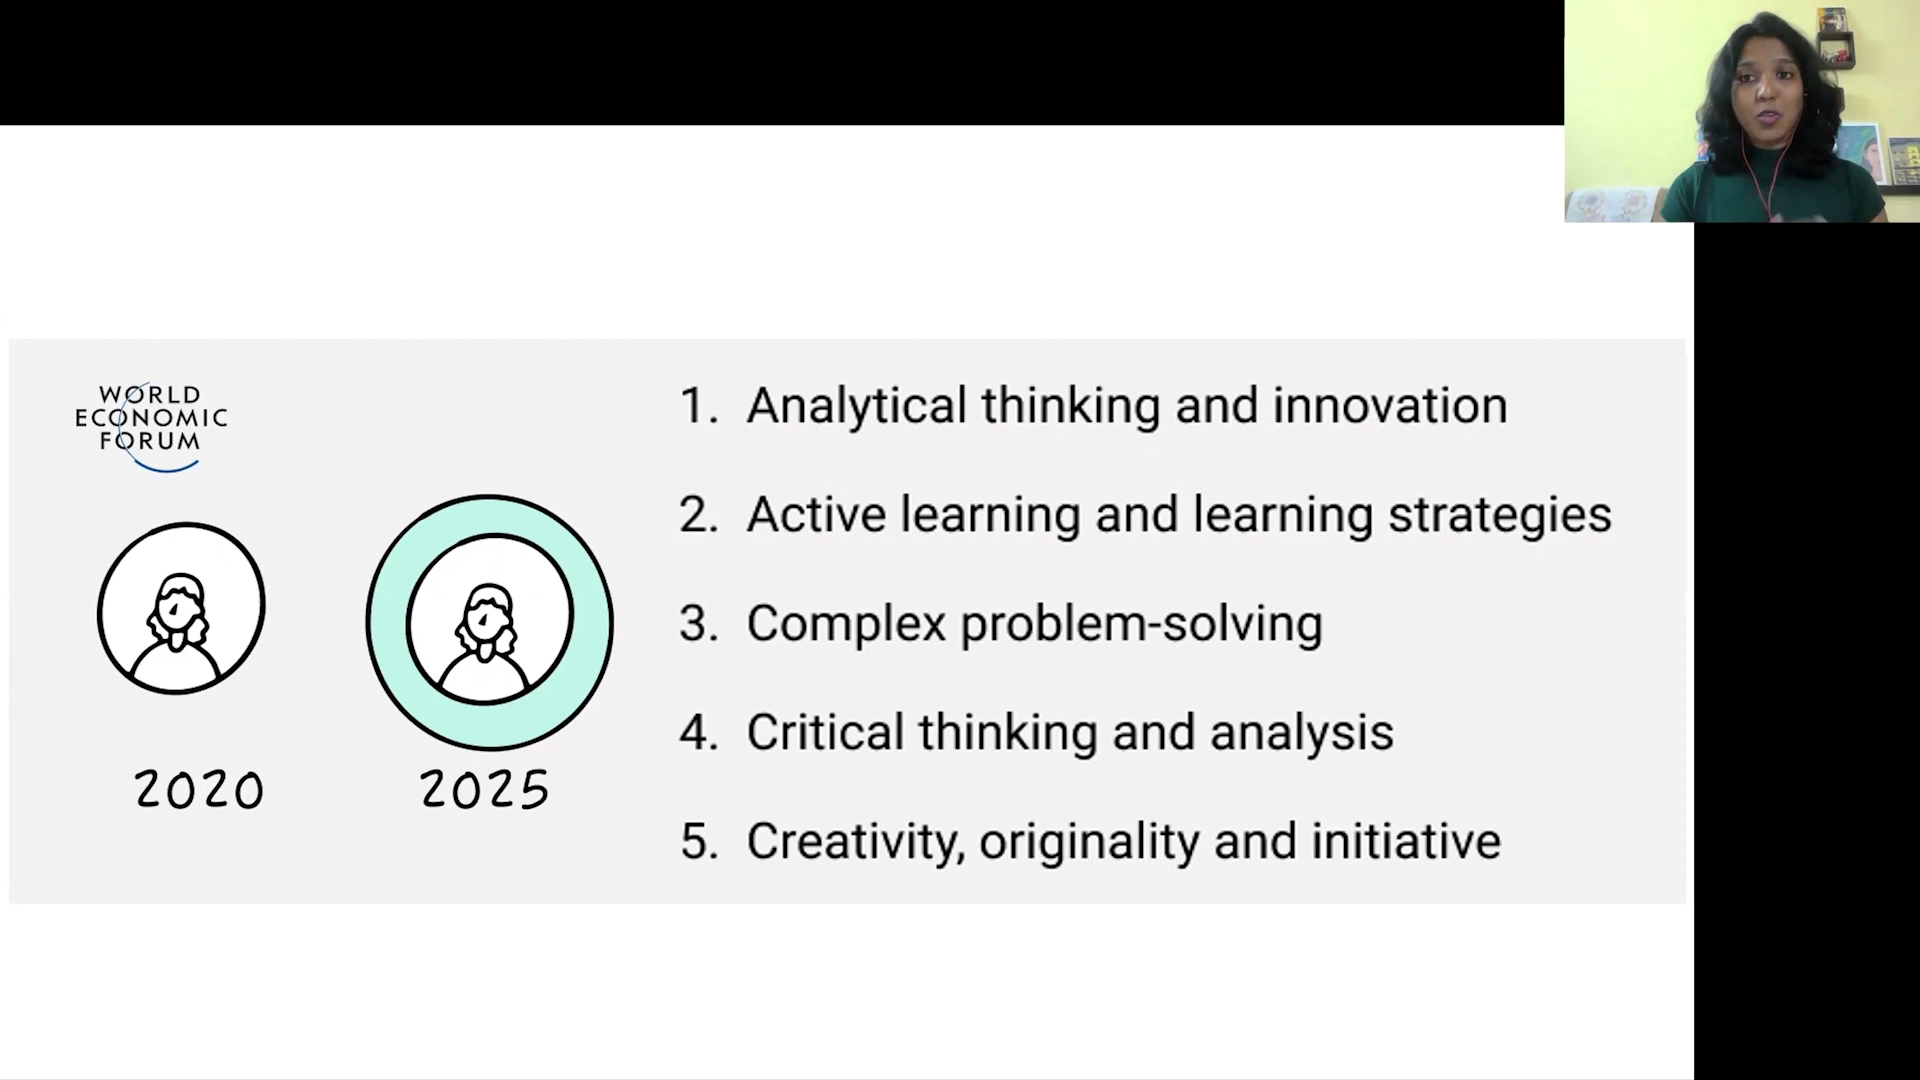 WORLD
ECONOMIC
FORUM
2020
2025
1. Analytical thinking and innovation
2. Active learning and learning strategies
3. Complex problem-solving
4. Critical thinking and analysis
5. Creativity, originality and initiative